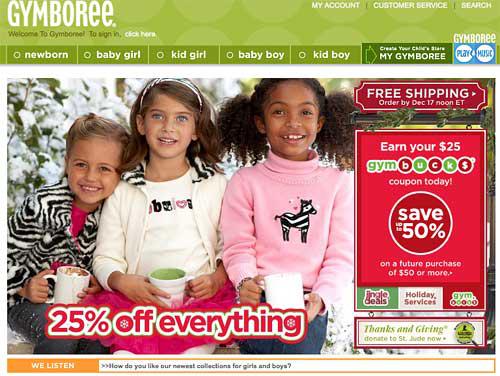 GYMBOREE
MY ACCOUNT | CUSTOMER SERVICE | SEARCH
Welcome To Gymboree! To sign in, click here.
GYMBOREE
newborn
baby girl
kid girl
baby boy
kid boy
Create Your Child's Store
MY GYMBOREE
PLAY & MUSIC
FREE SHIPPING
Order by Dec 17 noon ET
Earn your $25
gymbuck$
coupon today!
save
up to
50%
on a future purchase
of $50 or more.
jingle
deals
Holiday
Services
gym
25% off everything
Thanks and Giving®
donate to St. Jude now
WE LISTEN
>>How do you like our newest collections for girls and boys?